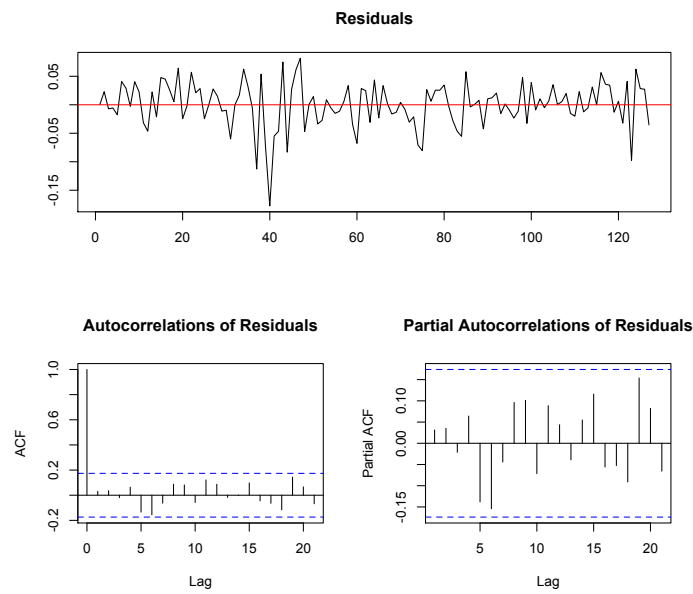 Residuals
0.05
-0.05
-0.15
0 20 40 60 80 100 120
Autocorrelations of Residuals
1.0
0.6
0.2
-0.2
ACF
0 5 10 15 20
Lag
Partial Autocorrelations of Residuals
0.10
0.00
-0.15
Partial ACF
5 10 15 20
Lag